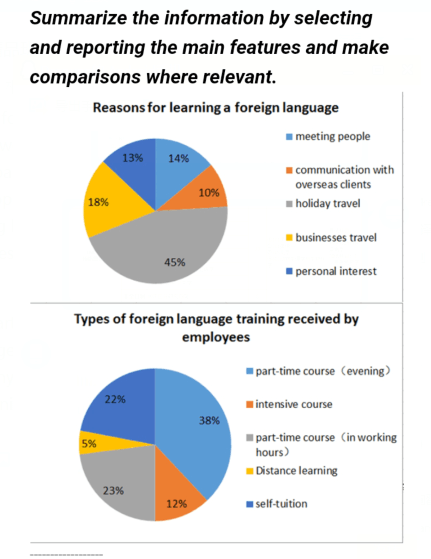 Summarize the information by selecting
and reporting the main features and make
comparisons where relevant.
Reasons for learning a foreign language
13%
14%
10%
18%
45%
meeting people
communication with
overseas clients
holiday travel
businesses travel
personal interest
Types of foreign language training received by
employees
22%
38%
5%
23%
12%
part-time course（evening）
intensive course
part-time course（in working
hours）
Distance learning
self-tuition